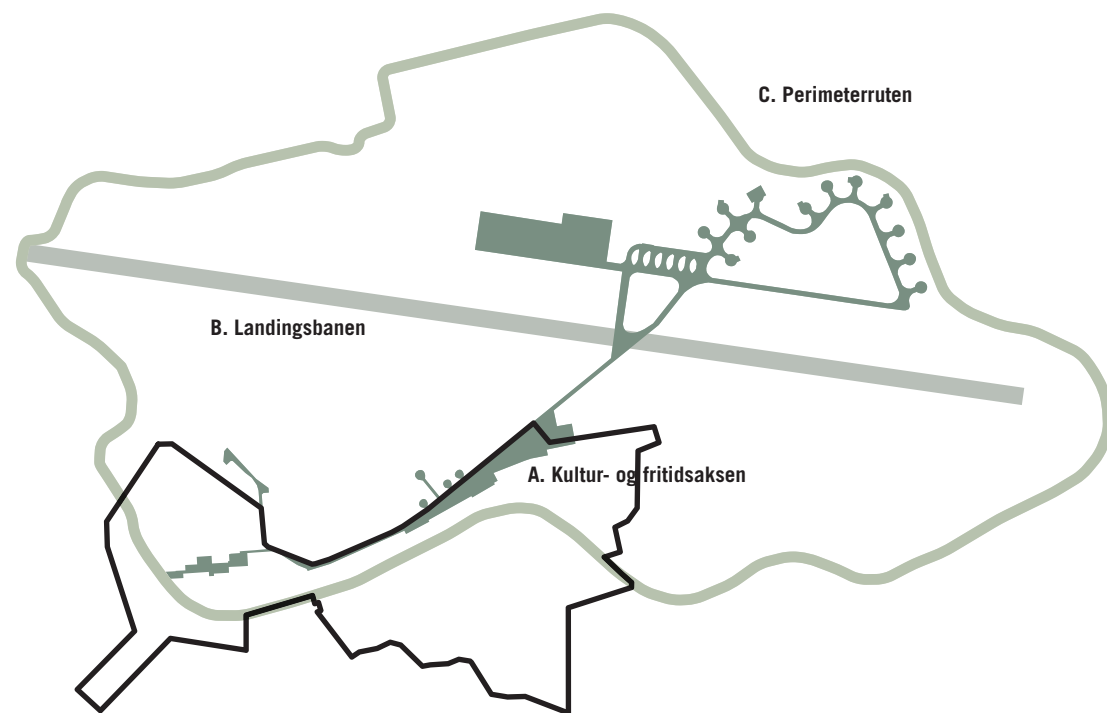 C. Perimeterruten
B. Landingsbanen
A. Kultur- og fritidsaksen